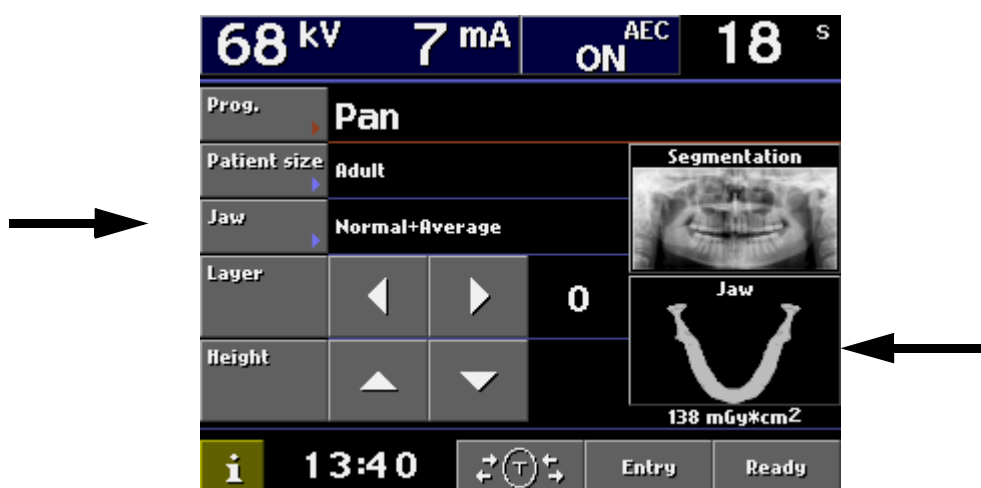 68 kV 7 mA ON AEC 18 s
Prog. Pan
Patient size Adult
Segmentation
Jaw Normal+Average
Layer 0
Jaw
Height
138 mGy*cm2
i 13:40 T Entry Ready